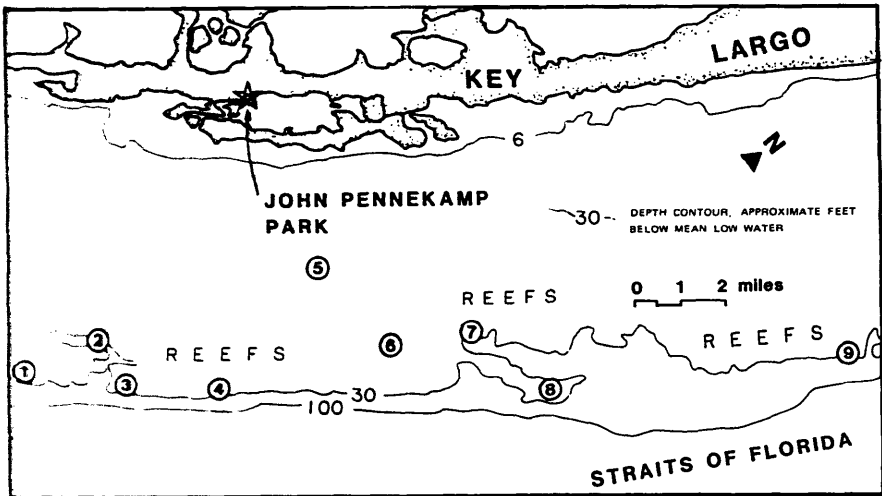 LARGO
KEY
6
N
JOHN PENNEKAMP
PARK
30
DEPTH CONTOUR, APPROXIMATE FEET
BELOW MEAN LOW WATER
5
0 1 2 miles
REEFS
7
2
6
REEFS
REEFS
9
1
3
4
30
8
100
STRAITS OF FLORIDA